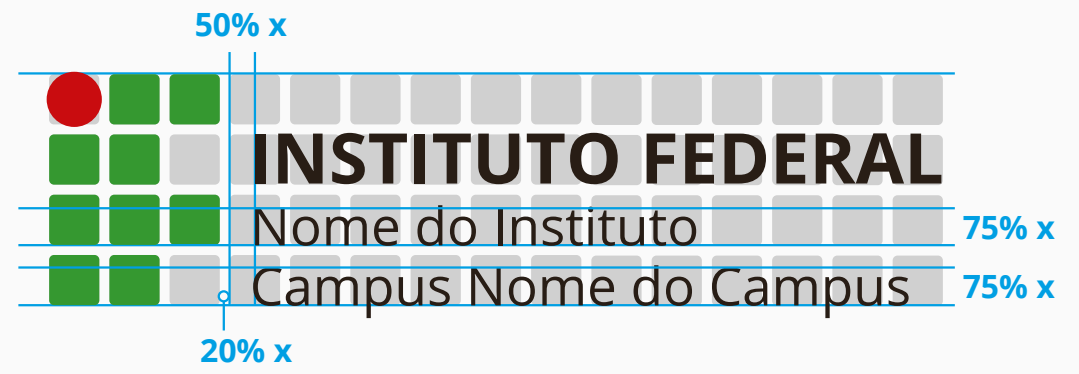 50% x
INSTITUTO FEDERAL
Nome do Instituto
75% x
Campus Nome do Campus
75% x
20% x